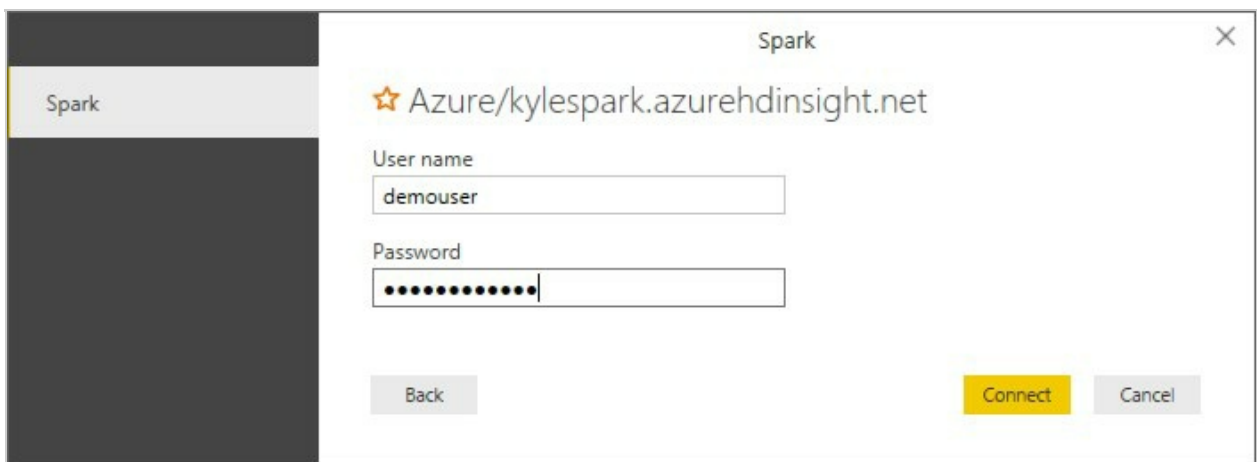 Spark
Spark
Azure/kylespark.azurehdinsight.net
User name
demouser
Password
••••••••••••
Back
Connect
Cancel